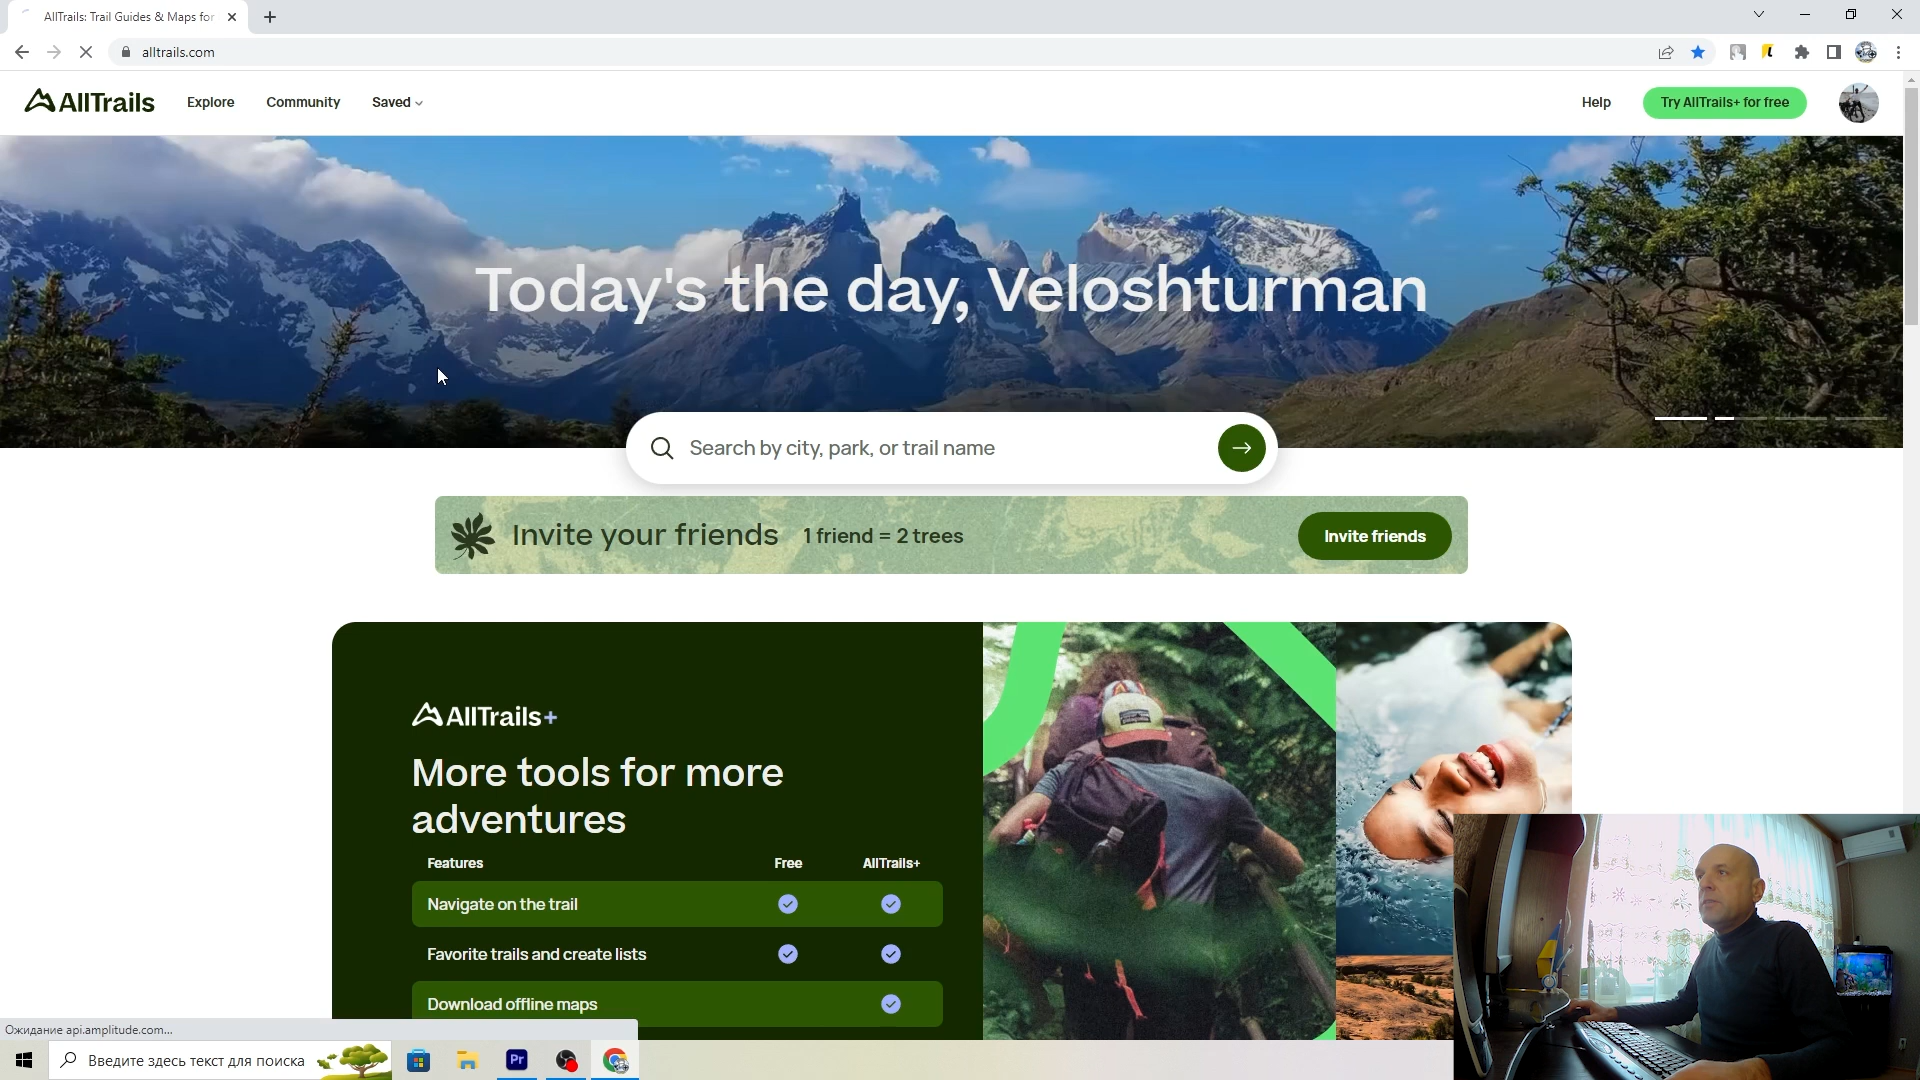 AllTrails: Trail Guides & Maps for
alltrails.com
AllTrails
Explore
Community
Saved
Help
Try AllTrails+ for free
Today's the day, Veloshturman
Search by city, park, or trail name
Invite your friends
1 friend = 2 trees
Invite friends
AllTrails+
More tools for more
adventures
Features
Free
AllTrails+
Navigate on the trail
Favorite trails and create lists
Download offline maps
Ожидание api.amplitude.com...
Введите здесь текст для поиска
Pr